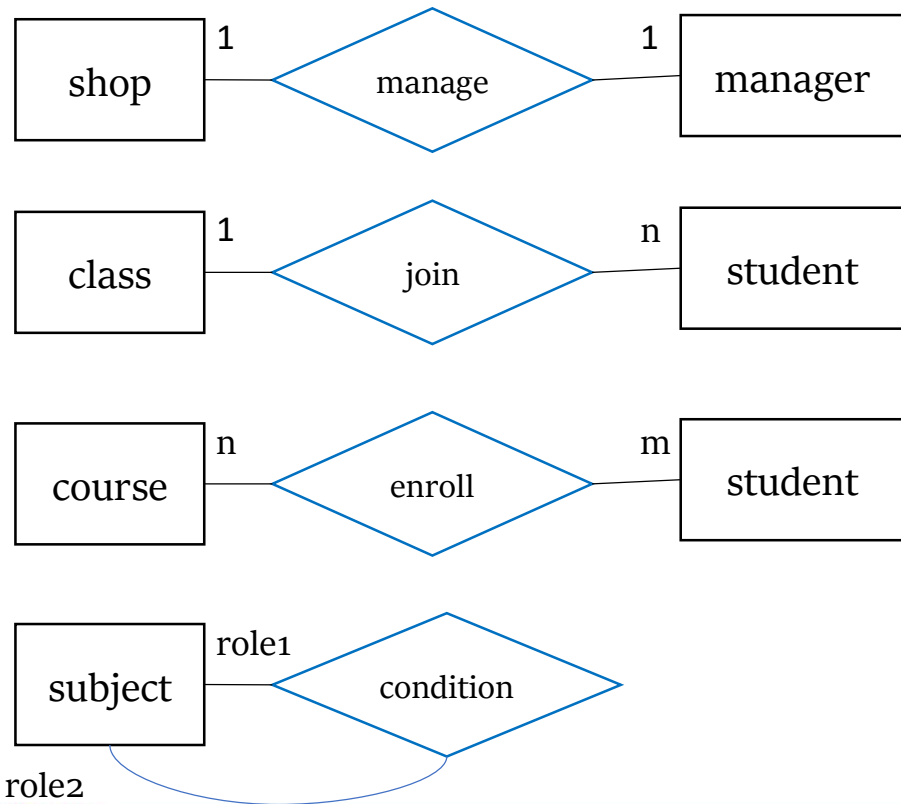 1 1
shop manage manager
1 n
class join student
n m
course enroll student
role1
subject condition
role2